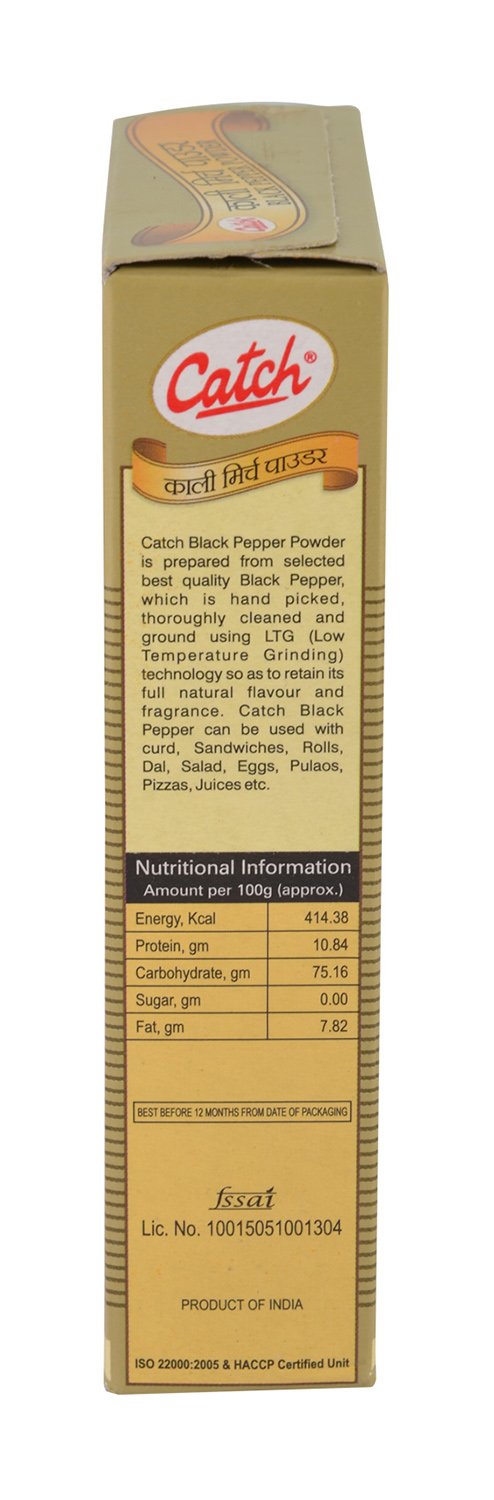 काली मिर्च पाउडर
BLACK PEPPER POWDER
Catch
Catch®
काली मिर्च पाउडर
Catch Black Pepper Powder
is prepared from selected
best quality Black Pepper,
which is hand picked,
thoroughly cleaned and
ground using LTG (Low
Temperature Grinding)
technology so as to retain its
full natural flavour and
fragrance. Catch Black
Pepper can be used with
curd, Sandwiches, Rolls,
Dal, Salad, Eggs, Pulaos,
Pizzas, Juices etc.
Nutritional Information
Amount per 100g (approx.)
Energy, Kcal 414.38
Protein, gm 10.84
Carbohydrate, gm 75.16
Sugar, gm 0.00
Fat, gm 7.82
BEST BEFORE 12 MONTHS FROM DATE OF PACKAGING
fssai
Lic. No. 10015051001304
PRODUCT OF INDIA
ISO 22000:2005 & HACCP Certified Unit